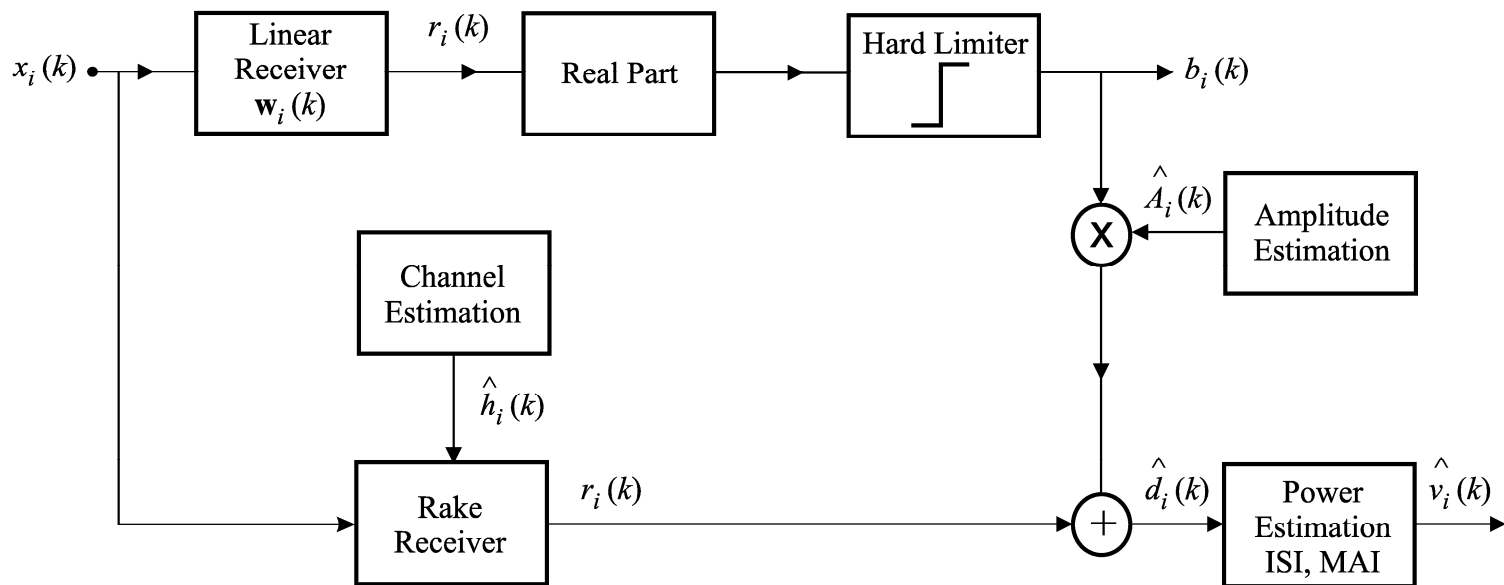 x_i(k)
Linear
Receiver
w_i(k)
r_i(k)
Real Part
Hard Limiter
b_i(k)
x
Â_i(k)
Amplitude
Estimation
Channel
Estimation
ĥ_i(k)
Rake
Receiver
r_i(k)
+
d̂_i(k)
Power
Estimation
ISI, MAI
v̂_i(k)